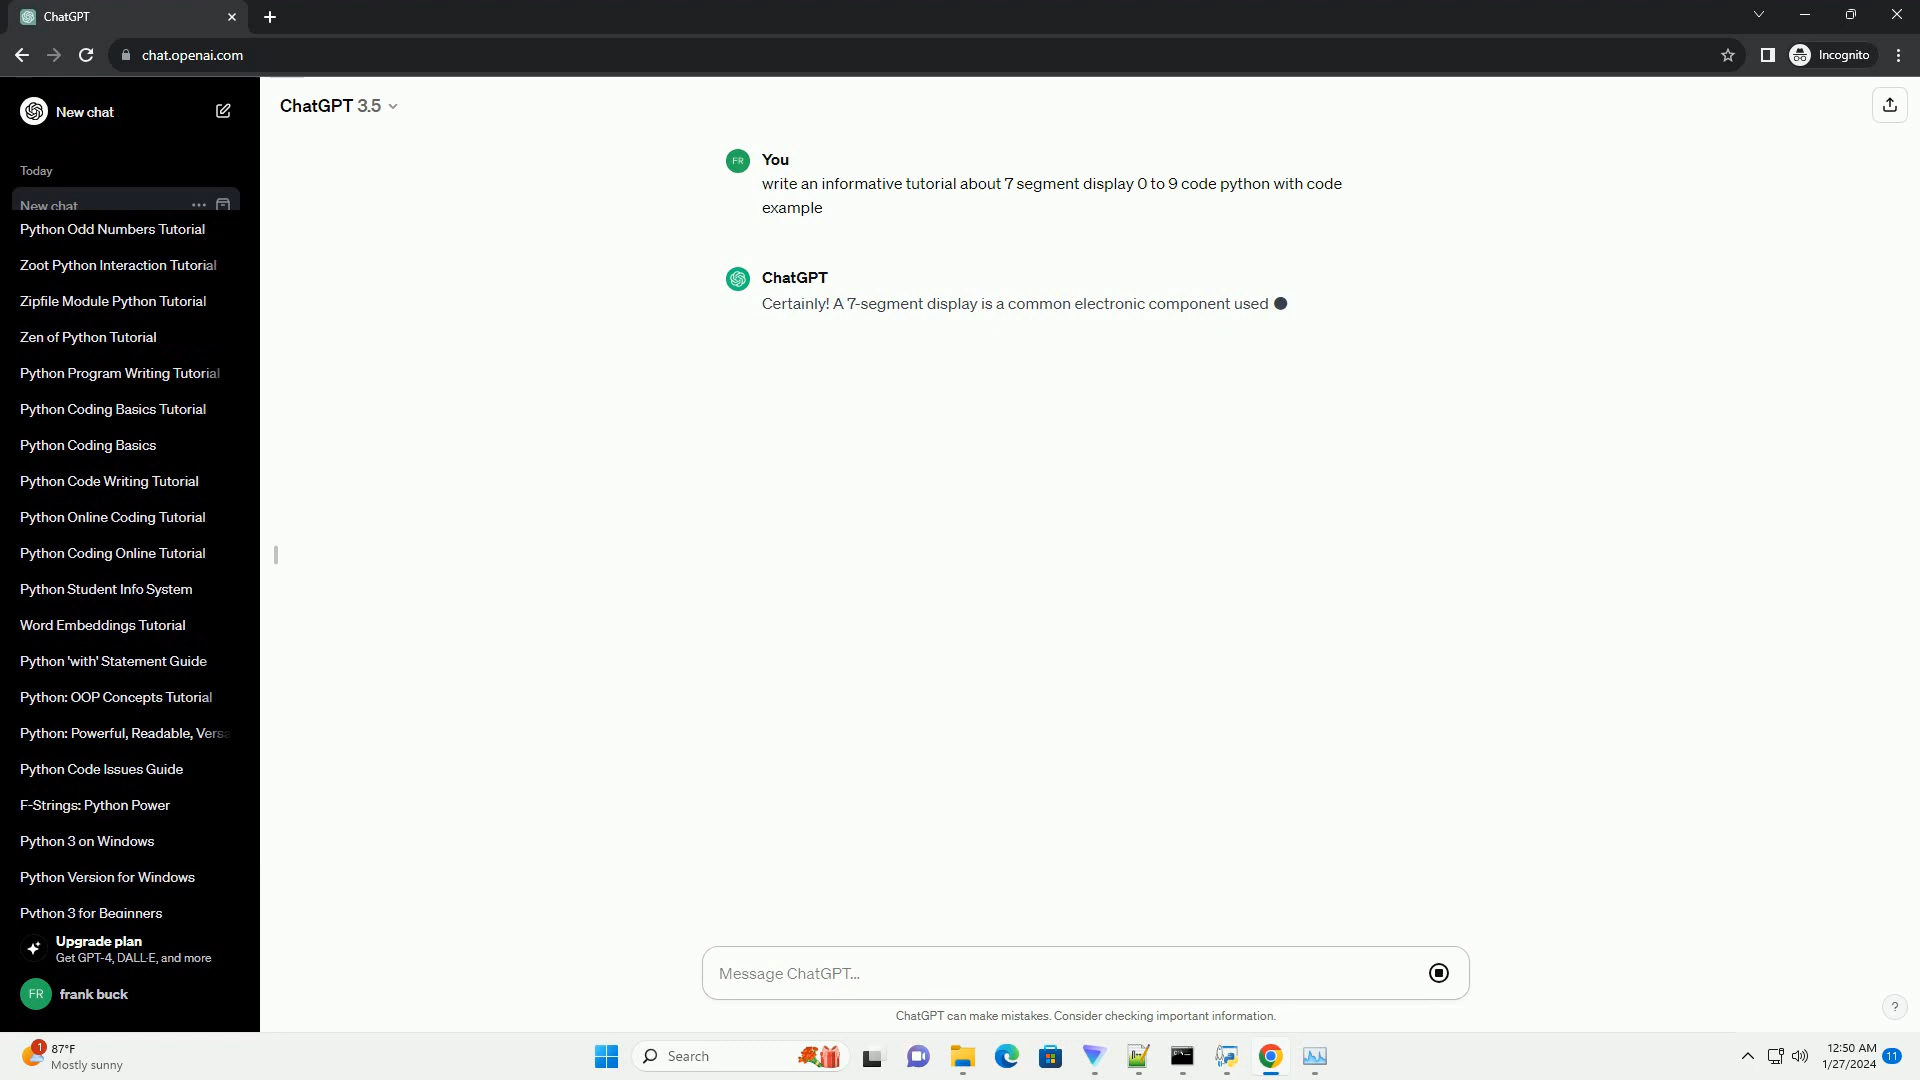 ChatGPT
chat.openai.com
Incognito
New chat
ChatGPT 3.5
Today
New chat
Python Odd Numbers Tutorial
Zoot Python Interaction Tutorial
Zipfile Module Python Tutorial
Zen of Python Tutorial
Python Program Writing Tutorial
Python Coding Basics Tutorial
Python Coding Basics
Python Code Writing Tutorial
Python Online Coding Tutorial
Python Coding Online Tutorial
Python Student Info System
Word Embeddings Tutorial
Python 'with' Statement Guide
Python: OOP Concepts Tutorial
Python: Powerful, Readable, Versa
Python Code Issues Guide
F-Strings: Python Power
Python 3 on Windows
Python Version for Windows
Python 3 for Beginners
Upgrade plan
Get GPT-4, DALL·E, and more
FR frank buck
FR You
write an informative tutorial about 7 segment display 0 to 9 code python with code
example
ChatGPT
Certainly! A 7-segment display is a common electronic component used
Message ChatGPT...
ChatGPT can make mistakes. Consider checking important information.
?
1 87°F
Mostly sunny
Search
12:50 AM
1/27/2024
11